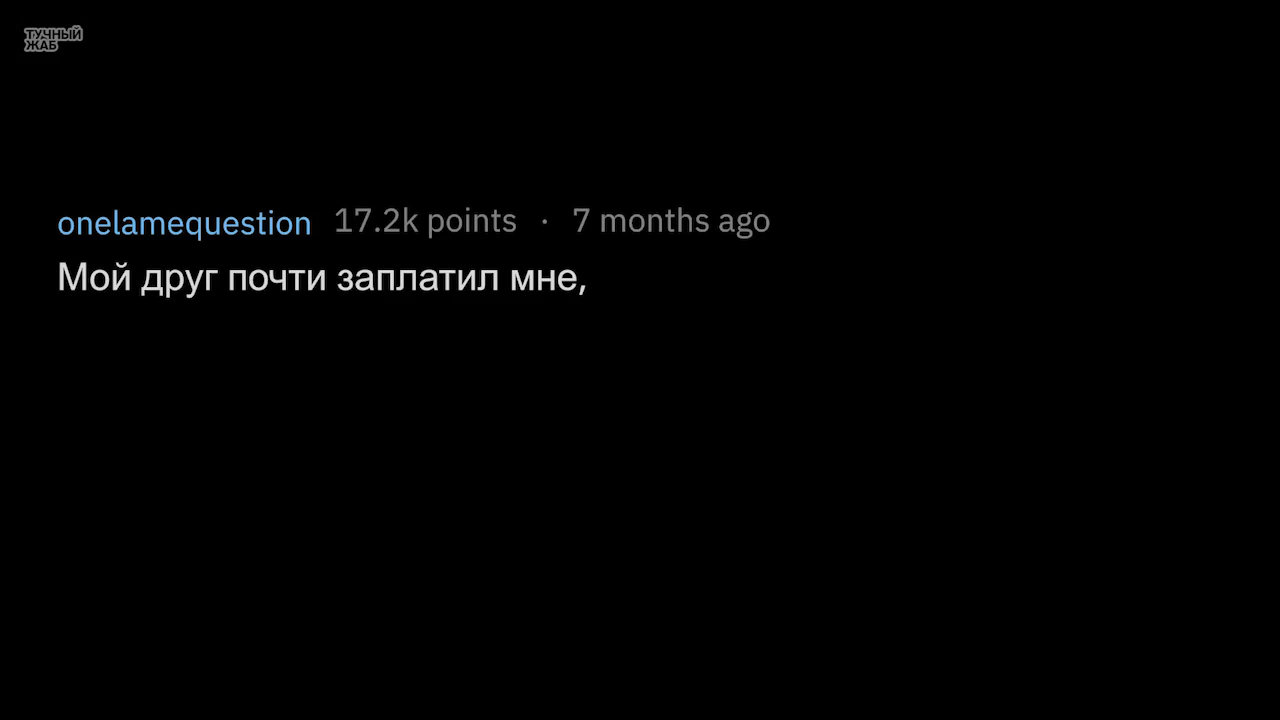 ТУЧНЫЙ
ЖАБ
onelamequestion 17.2k points · 7 months ago
Мой друг почти заплатил мне,